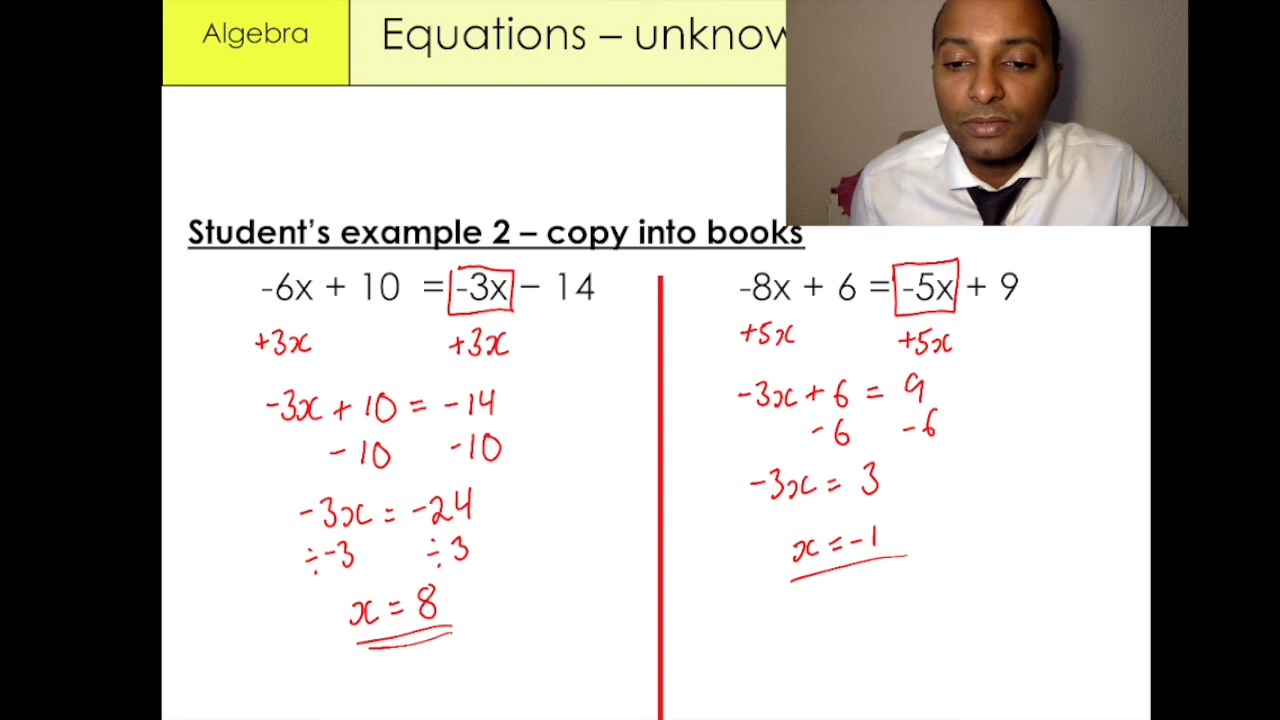 Algebra
Equations – unknow
Student's example 2 – copy into books
-6x + 10 = -3x − 14
+3x +3x
-3x + 10 = -14
-10 -10
-3x = -24
÷-3 ÷3
x = 8
-8x + 6 = -5x + 9
+5x +5x
-3x + 6 = 9
-6 -6
-3x = 3
x = -1